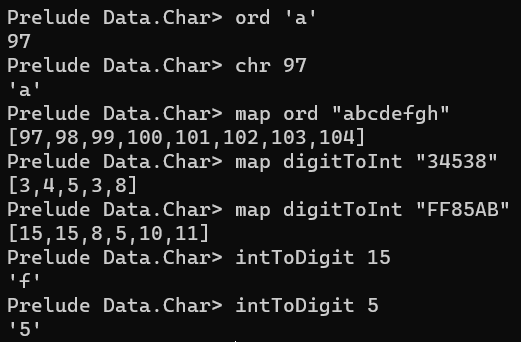 Prelude Data.Char> ord 'a'
97
Prelude Data.Char> chr 97
'a'
Prelude Data.Char> map ord "abcdefgh"
[97,98,99,100,101,102,103,104]
Prelude Data.Char> map digitToInt "34538"
[3,4,5,3,8]
Prelude Data.Char> map digitToInt "FF85AB"
[15,15,8,5,10,11]
Prelude Data.Char> intToDigit 15
'f'
Prelude Data.Char> intToDigit 5
'5'